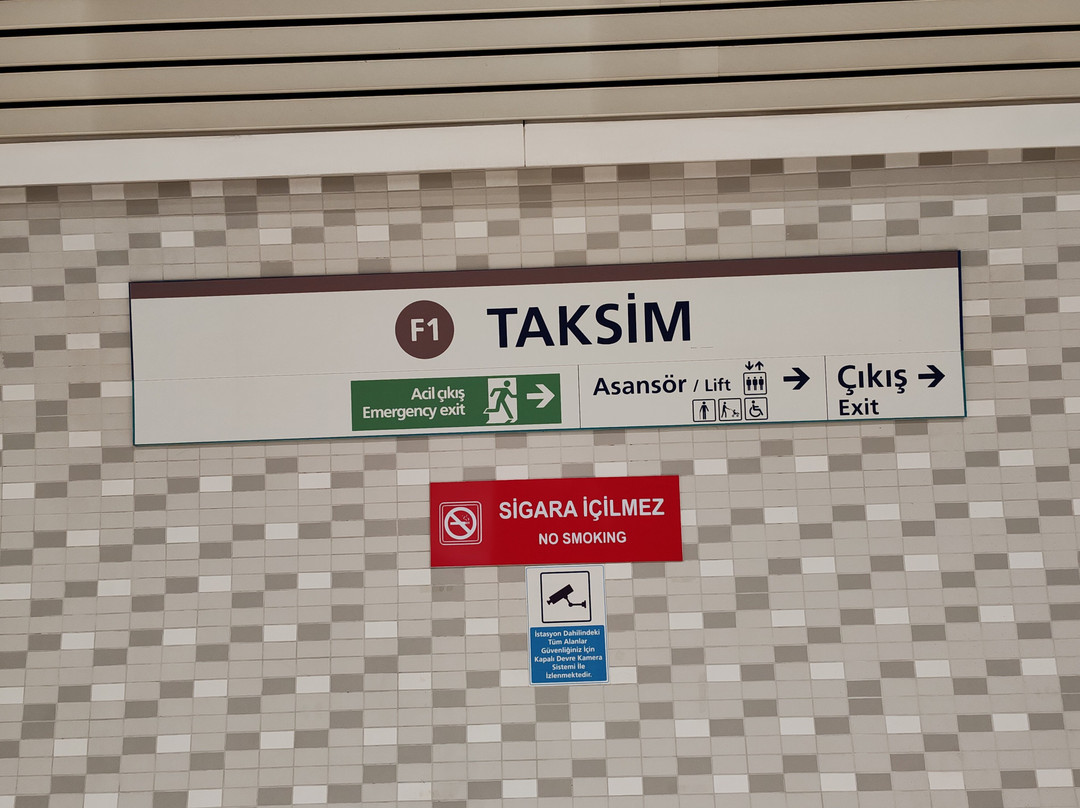 F1 TAKSİM
Acil çıkış
Emergency exit
Asansör / Lift
Çıkış
Exit
SİGARA İÇİLMEZ
NO SMOKING
İstasyon Dahilindeki
Tüm Alanlar
Güvenliğiniz İçin
Kapalı Devre Kamera
Sistemi İle
İzlenmektedir.